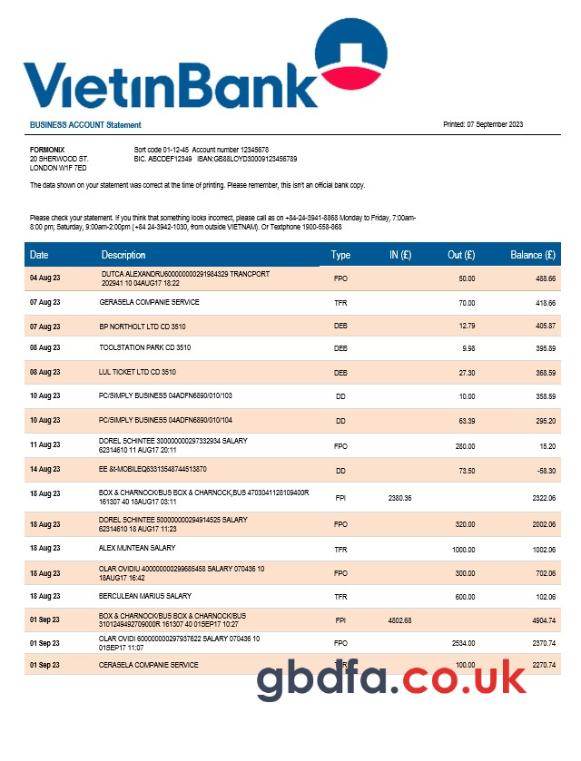 VietinBank
BUSINESS ACCOUNT Statement Printed: 07 September 2023
FORMONIX Sort code 01-12-45 Account number 12345678
20 SHERWOOD ST. BIC. ABCDEF12349 IBAN:GB88LOYD30009123456789
LONDON W1F 7ED
The data shown on your statement was correct at the time of printing. Please remember, this isn't an official bank copy.
Please check your statement. If you think that something looks incorrect, please call as on +84-24-3941-8868 Monday to Friday, 7:00am-
8:00 pm; Saturday, 9:00am-2:00pm (+84 24-3942-1030, from outside VIETNAM). Or Textphone 1900-558-868
Date Description Type IN (£) Out (£) Balance (£)
04 Aug 23 DUTCA ALEXANDRU600000000291984329 TRANCPORT FPO 50.00 488.66
202941 10 04AUG17 18:22
07 Aug 23 GERASELA COMPANIE SERVICE TFR 70.00 418.66
07 Aug 23 BP NORTHOLT LTD CD 3510 DEB 12.79 405.87
08 Aug 23 TOOLSTATION PARK CD 3510 DEB 9.98 395.89
08 Aug 23 LUL TICKET LTD CD 3510 DEB 27.30 368.59
10 Aug 23 PC/SIMPLY BUSINESS 04ADFN6890/010/103 DD 10.00 358.59
10 Aug 23 PC/SIMPLY BUSINESS 04ADFN6890/010/104 DD 63.39 295.20
11 Aug 23 DOREL SCHINTEE 300000000297332934 SALARY FPO 280.00 15.20
62314610 11 AUG17 20:11
14 Aug 23 EE &t-MOBILEQ63313548744513870 DD 73.50 -58.30
18 Aug 23 BOX & CHARNOCK/BUS BOX & CHARNOCK,BUS 4703041128109400R FPI 2380.36 2322.06
161307 40 18AUG17 03:11
18 Aug 23 DOREL SCHINTEE 500000000294914525 SALARY FPO 320.00 2002.06
62314610 18 AUG17 11:23
18 Aug 23 ALEX MUNTEAN SALARY TFR 1000.00 1002.06
18 Aug 23 OLAR OVIDIU 400000000299685458 SALARY 070436 10 FPO 300.00 702.06
18AUG17 16:42
18 Aug 23 BERCULEAN MARIUS SALARY TFR 600.00 102.06
01 Sep 23 BOX & CHARNOCK/BUS BOX & CHARNOCK/BUS FPI 4802.68 4904.74
3101249492709000R 161307 40 01SEP17 10:27
01 Sep 23 OLAR OVIDI 600000000297937622 SALARY 070436 10 FPO 2534.00 2370.74
01SEP17 11:07
01 Sep 23 CERASELA COMPANIE SERVICE TFR 100.00 2270.74
gbdfa.co.uk